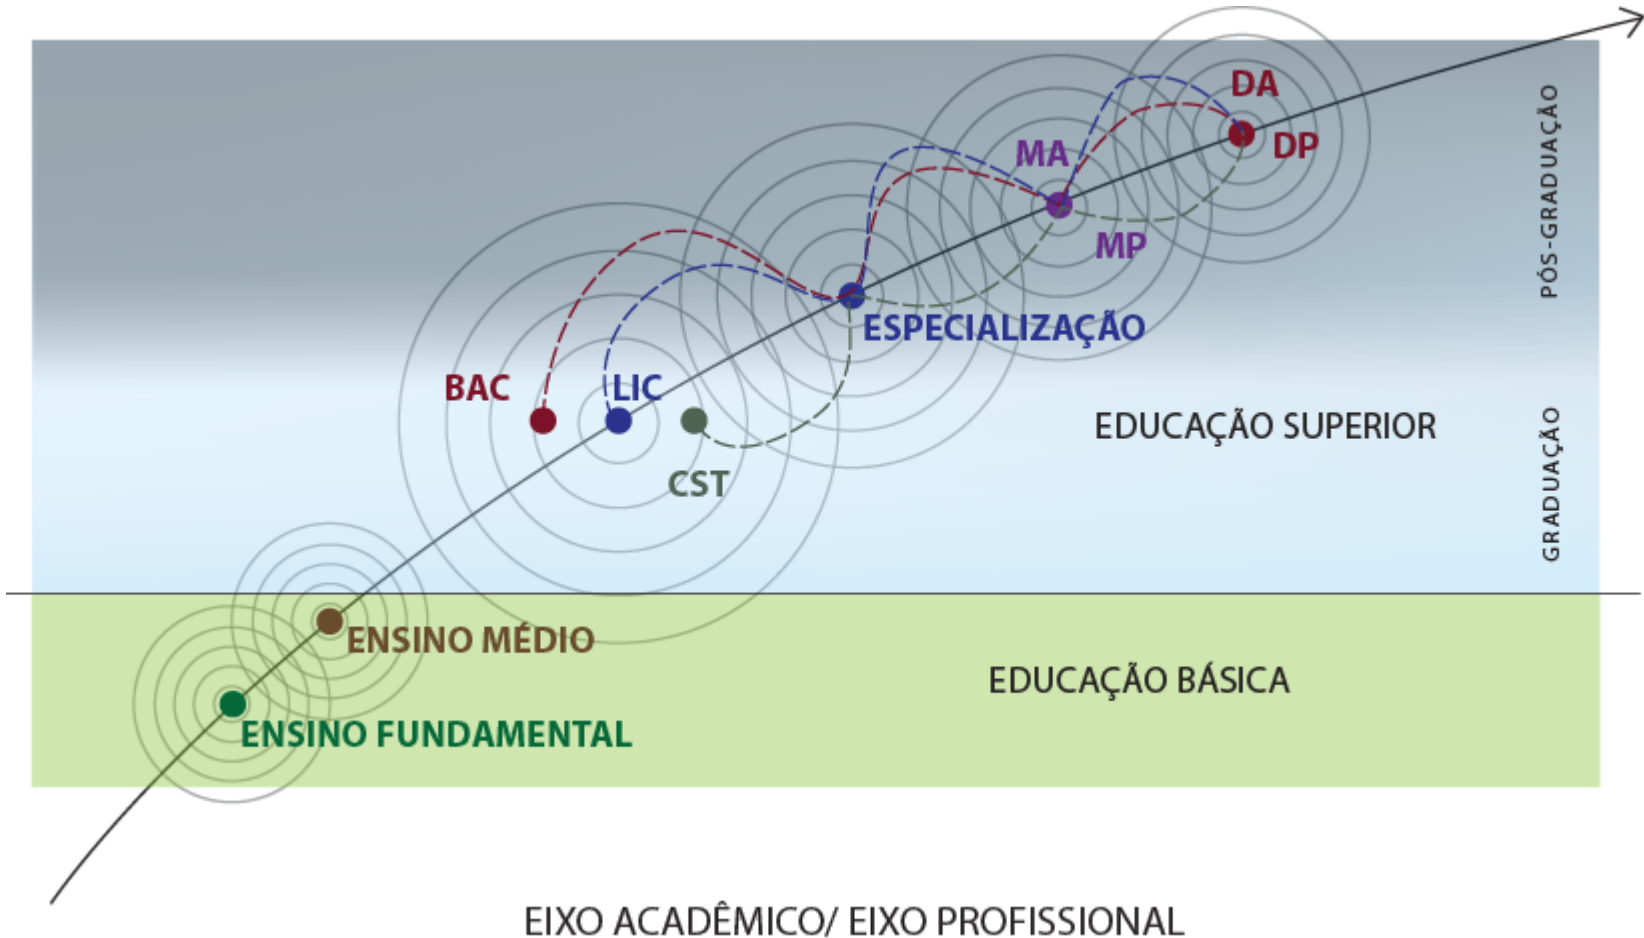 DA
DP
PÓS-GRADUAÇÃO
MA
MP
ESPECIALIZAÇÃO
BAC
LIC
CST
EDUCAÇÃO SUPERIOR
GRADUAÇÃO
ENSINO MÉDIO
EDUCAÇÃO BÁSICA
ENSINO FUNDAMENTAL
EIXO ACADÊMICO/ EIXO PROFISSIONAL